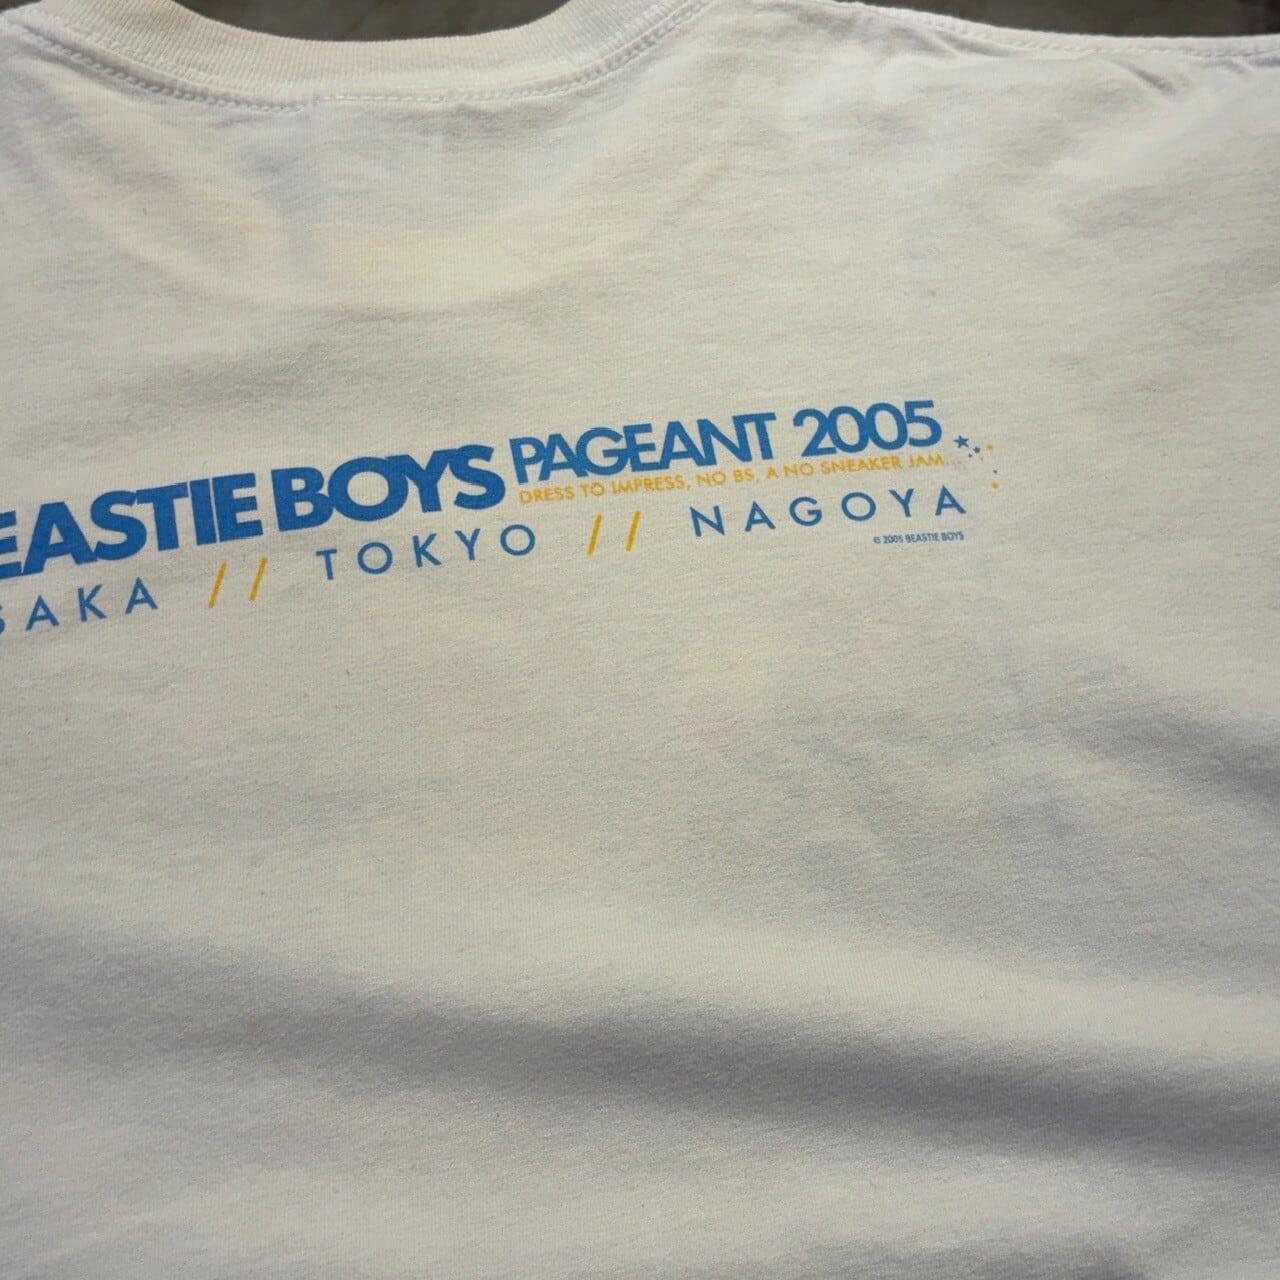 EASTIE BOYS PAGEANT 2005
DRESS TO IMPRESS, NO BS, A NO SNEAKER JAM...
SAKA // TOKYO // NAGOYA
© 2005 BEASTIE BOYS